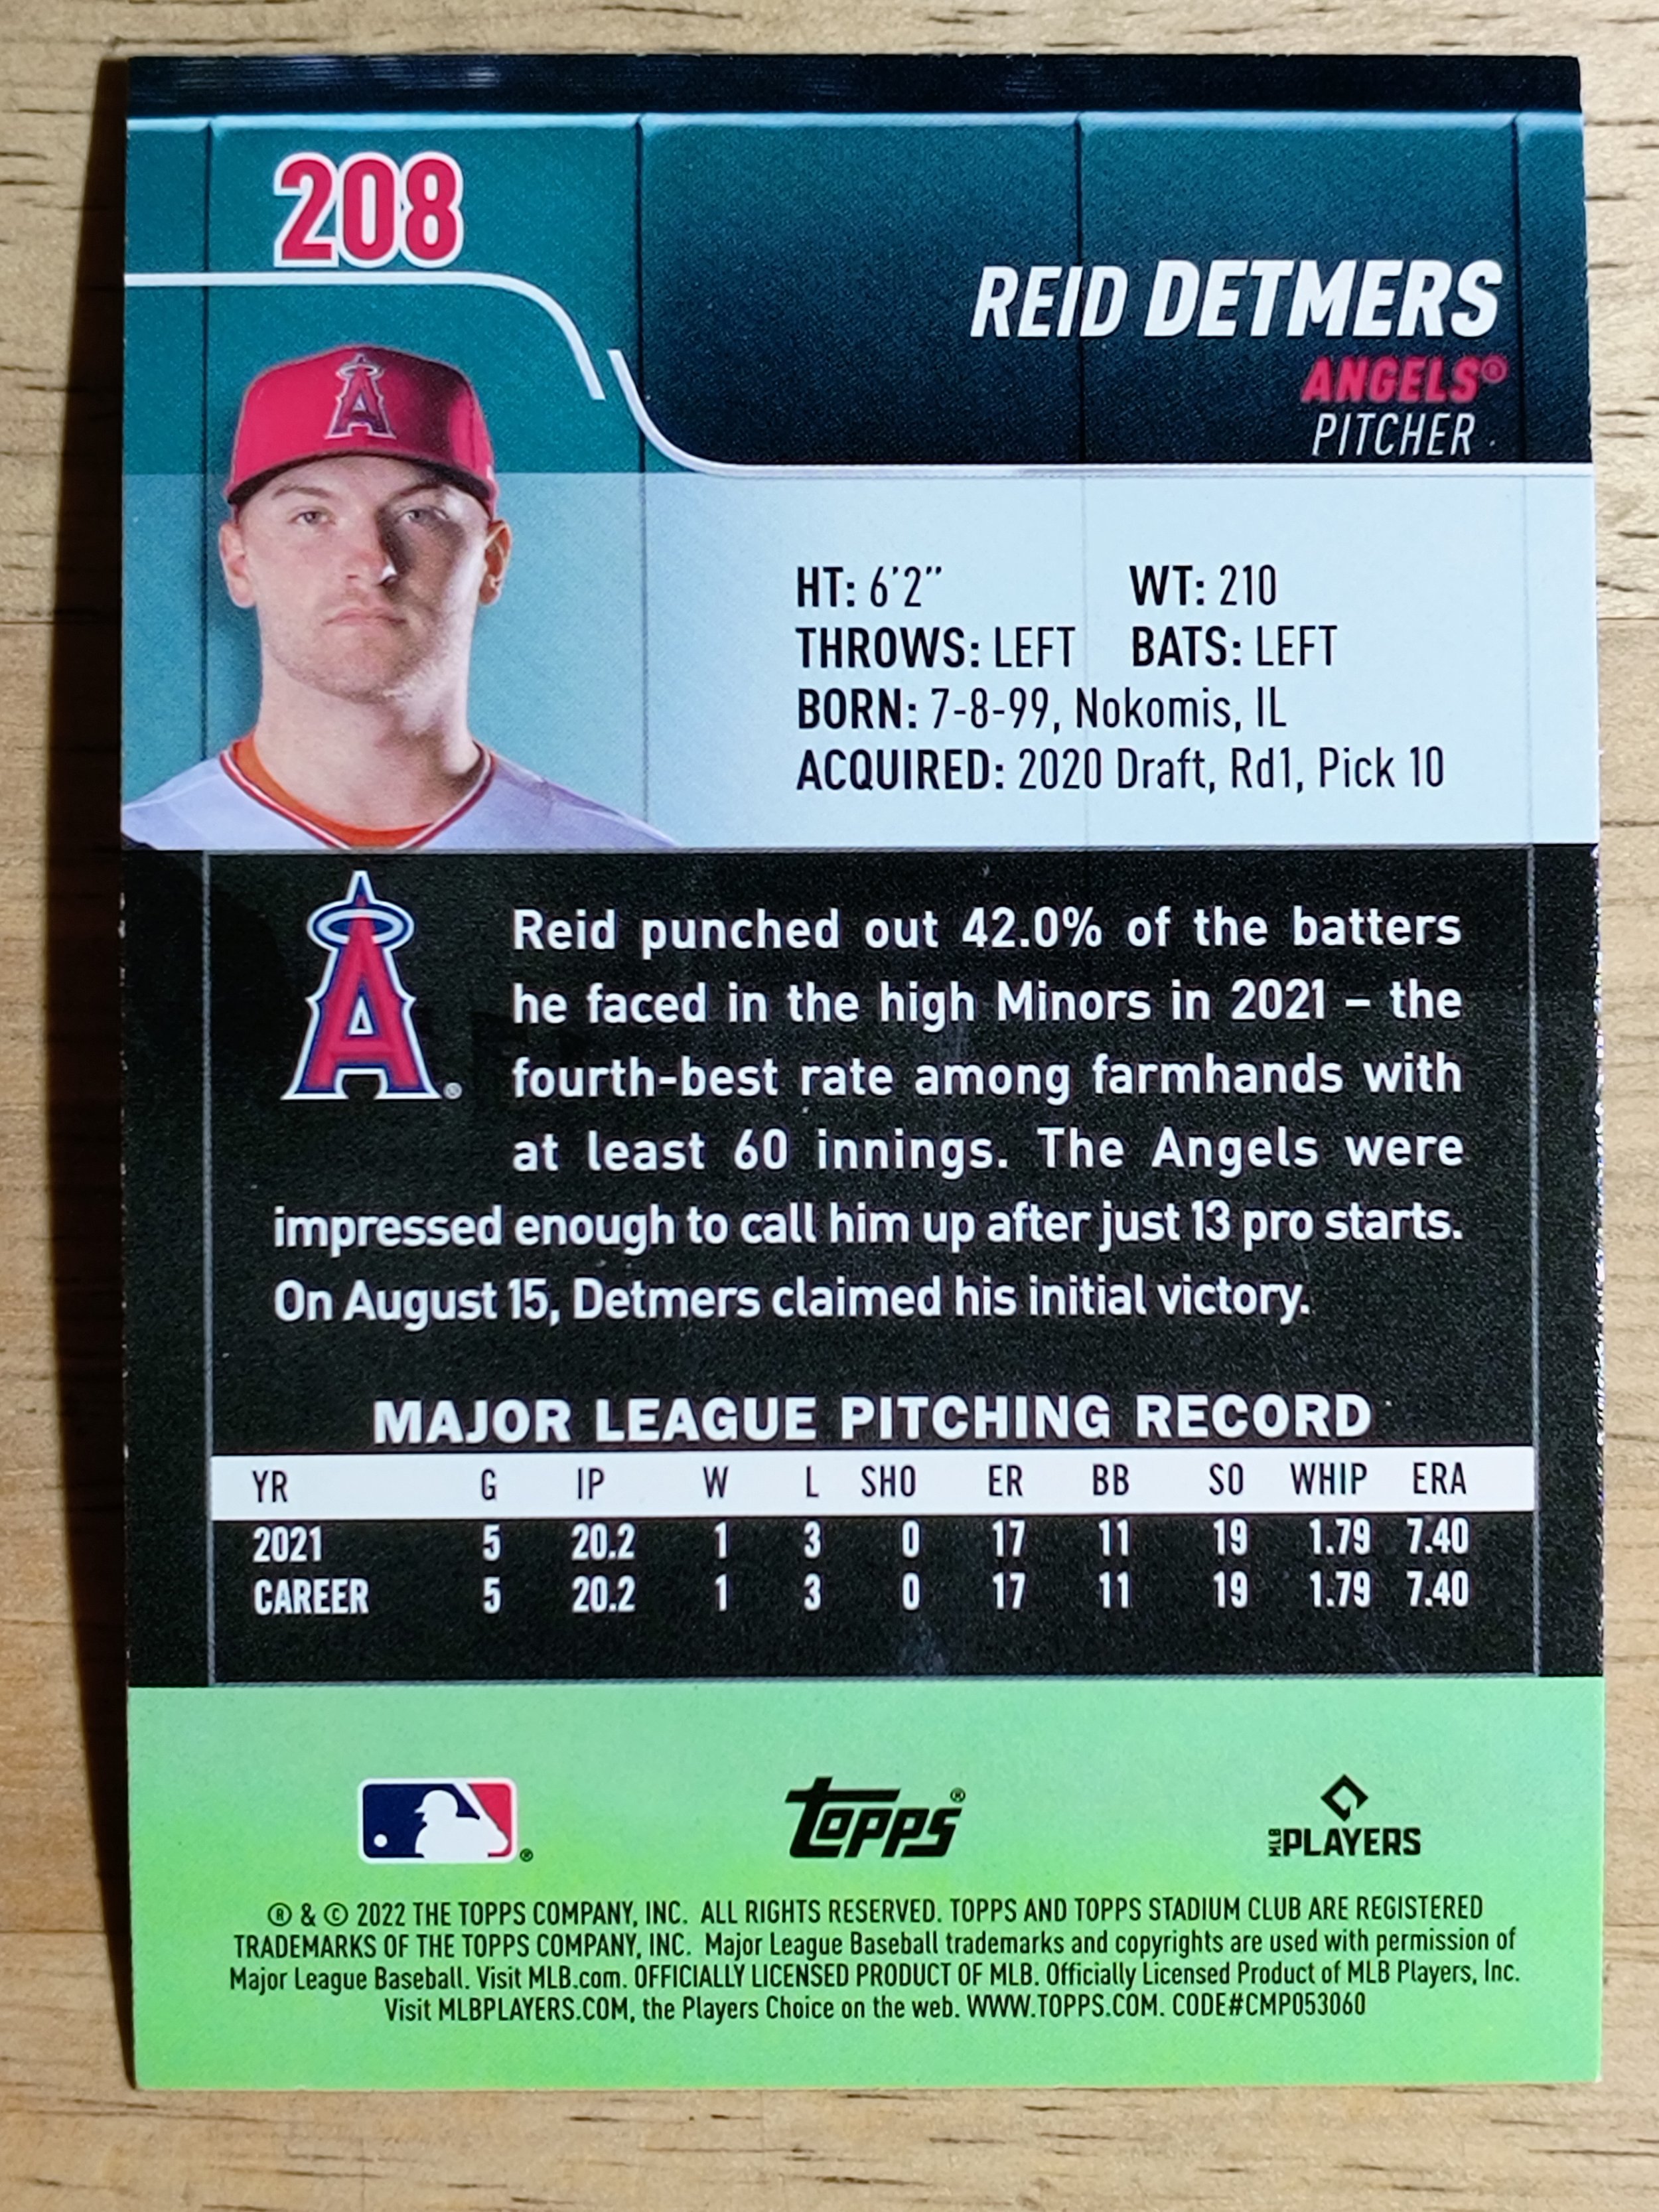 208
REID DETMERS
ANGELS®
PITCHER
A
HT: 6'2" WT: 210
THROWS: LEFT BATS: LEFT
BORN: 7-8-99, Nokomis, IL
ACQUIRED: 2020 Draft, Rd1, Pick 10
A®
Reid punched out 42.0% of the batters
he faced in the high Minors in 2021 – the
fourth-best rate among farmhands with
at least 60 innings. The Angels were
impressed enough to call him up after just 13 pro starts.
On August 15, Detmers claimed his initial victory.
MAJOR LEAGUE PITCHING RECORD
YR G IP W L SHO ER BB SO WHIP ERA
2021 5 20.2 1 3 0 17 11 19 1.79 7.40
CAREER 5 20.2 1 3 0 17 11 19 1.79 7.40
®
Topps®
MLB PLAYERS
® & © 2022 THE TOPPS COMPANY, INC. ALL RIGHTS RESERVED. TOPPS AND TOPPS STADIUM CLUB ARE REGISTERED
TRADEMARKS OF THE TOPPS COMPANY, INC. Major League Baseball trademarks and copyrights are used with permission of
Major League Baseball. Visit MLB.com. OFFICIALLY LICENSED PRODUCT OF MLB. Officially Licensed Product of MLB Players, Inc.
Visit MLBPLAYERS.COM, the Players Choice on the web. WWW.TOPPS.COM. CODE#CMP053060